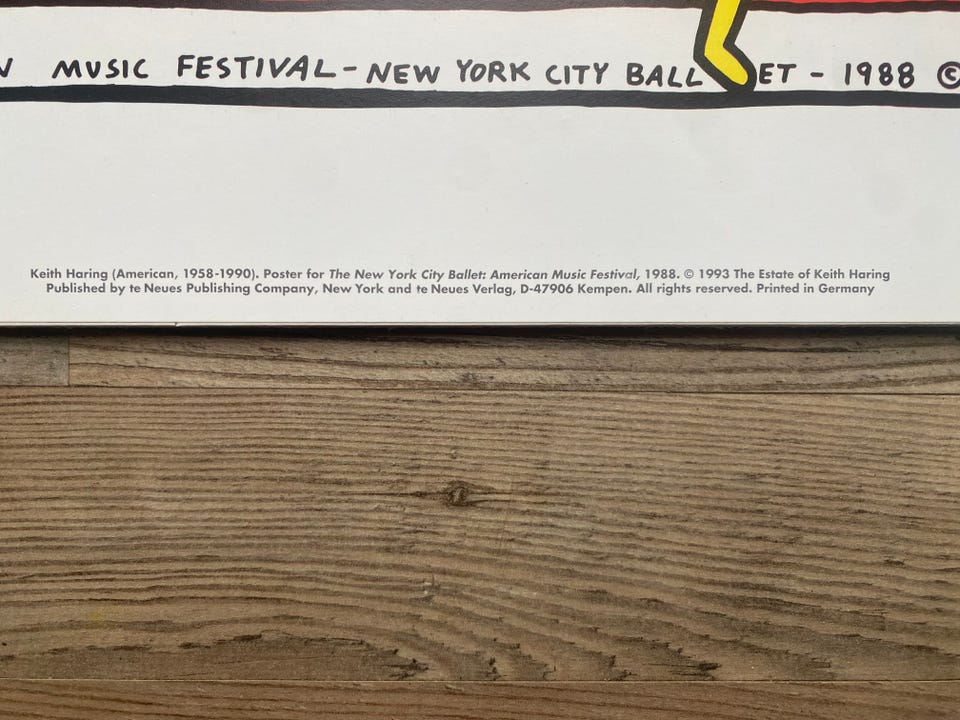 N MUSIC FESTIVAL - NEW YORK CITY BALLET - 1988 ©
Keith Haring (American, 1958-1990). Poster for The New York City Ballet: American Music Festival, 1988. © 1993 The Estate of Keith Haring
Published by te Neues Publishing Company, New York and te Neues Verlag, D-47906 Kempen. All rights reserved. Printed in Germany